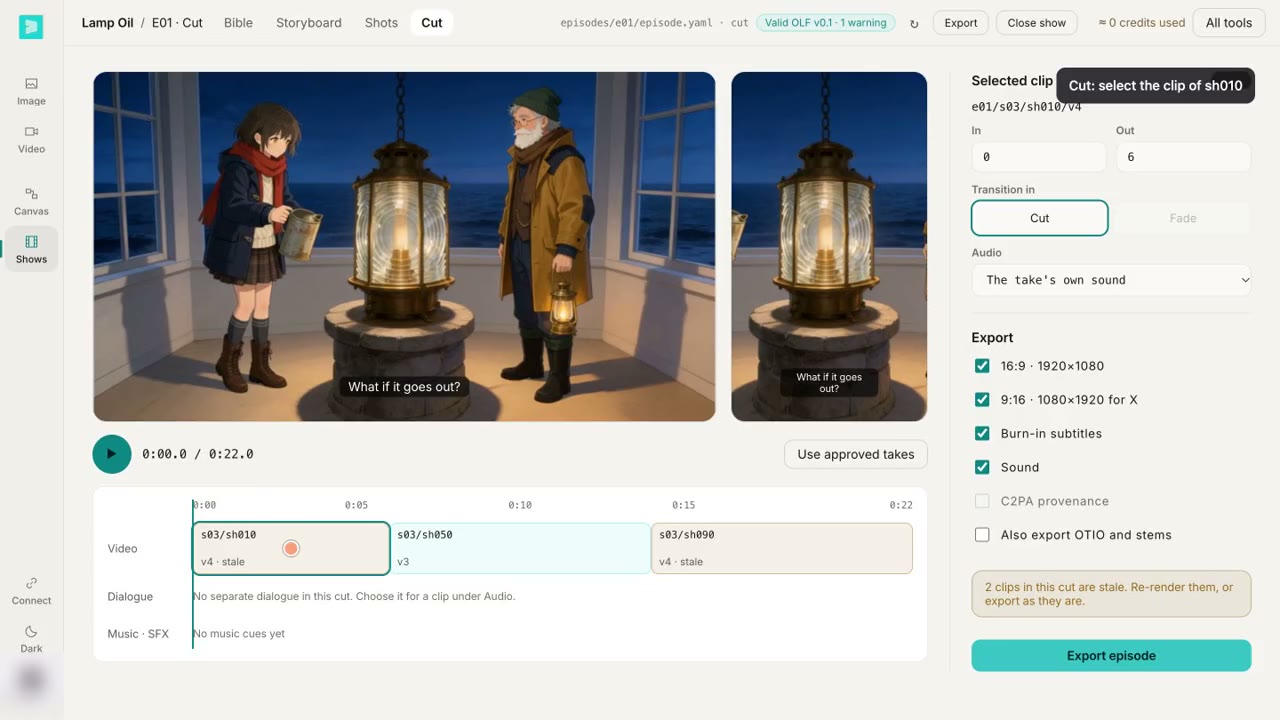 Lamp Oil / E01 · Cut
Bible
Storyboard
Shots
Cut
episodes/e01/episode.yaml · cut
Valid OLF v0.1 · 1 warning
Export
Close show
≈ 0 credits used
All tools
Image
Video
Canvas
Shows
Connect
Dark
What if it goes out?
What if it goes
out?
0:00.0 / 0:22.0
Use approved takes
0:00
0:05
0:10
0:15
0:22
Video
s03/sh010
v4 · stale
s03/sh050
v3
s03/sh090
v4 · stale
Dialogue
No separate dialogue in this cut. Choose it for a clip under Audio.
Music · SFX
No music cues yet
Selected clip
Cut: select the clip of sh010
e01/s03/sh010/v4
In
Out
0
6
Transition in
Cut
Fade
Audio
The take's own sound
Export
16:9 · 1920×1080
9:16 · 1080×1920 for X
Burn-in subtitles
Sound
C2PA provenance
Also export OTIO and stems
2 clips in this cut are stale. Re-render them, or
export as they are.
Export episode